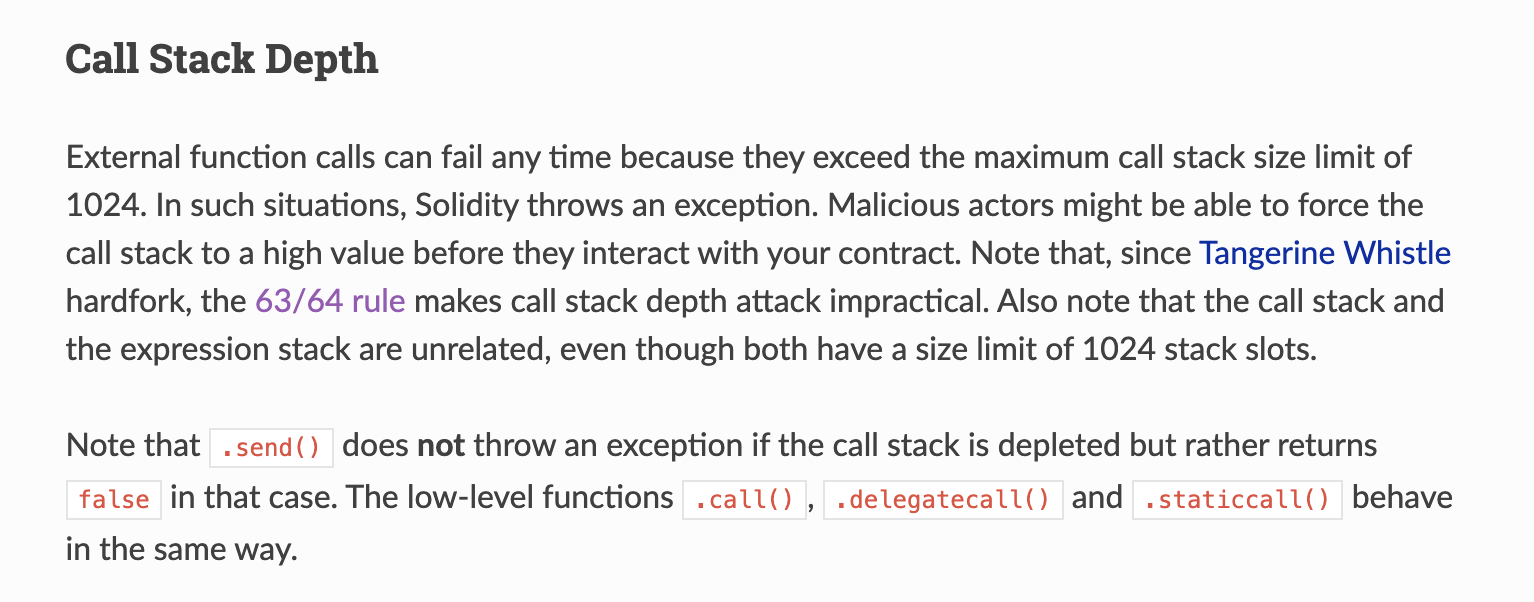 Call Stack Depth
External function calls can fail any time because they exceed the maximum call stack size limit of
1024. In such situations, Solidity throws an exception. Malicious actors might be able to force the
call stack to a high value before they interact with your contract. Note that, since Tangerine Whistle
hardfork, the 63/64 rule makes call stack depth attack impractical. Also note that the call stack and
the expression stack are unrelated, even though both have a size limit of 1024 stack slots.
Note that .send() does not throw an exception if the call stack is depleted but rather returns
false in that case. The low-level functions .call(), .delegatecall() and .staticcall() behave
in the same way.